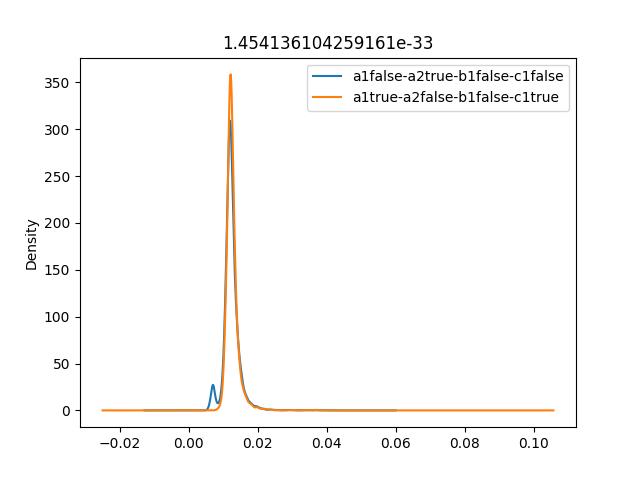 1.454136104259161e-33
a1false-a2true-b1false-c1false
a1true-a2false-b1false-c1true
Density
350
300
250
200
150
100
50
0
−0.02 0.00 0.02 0.04 0.06 0.08 0.10